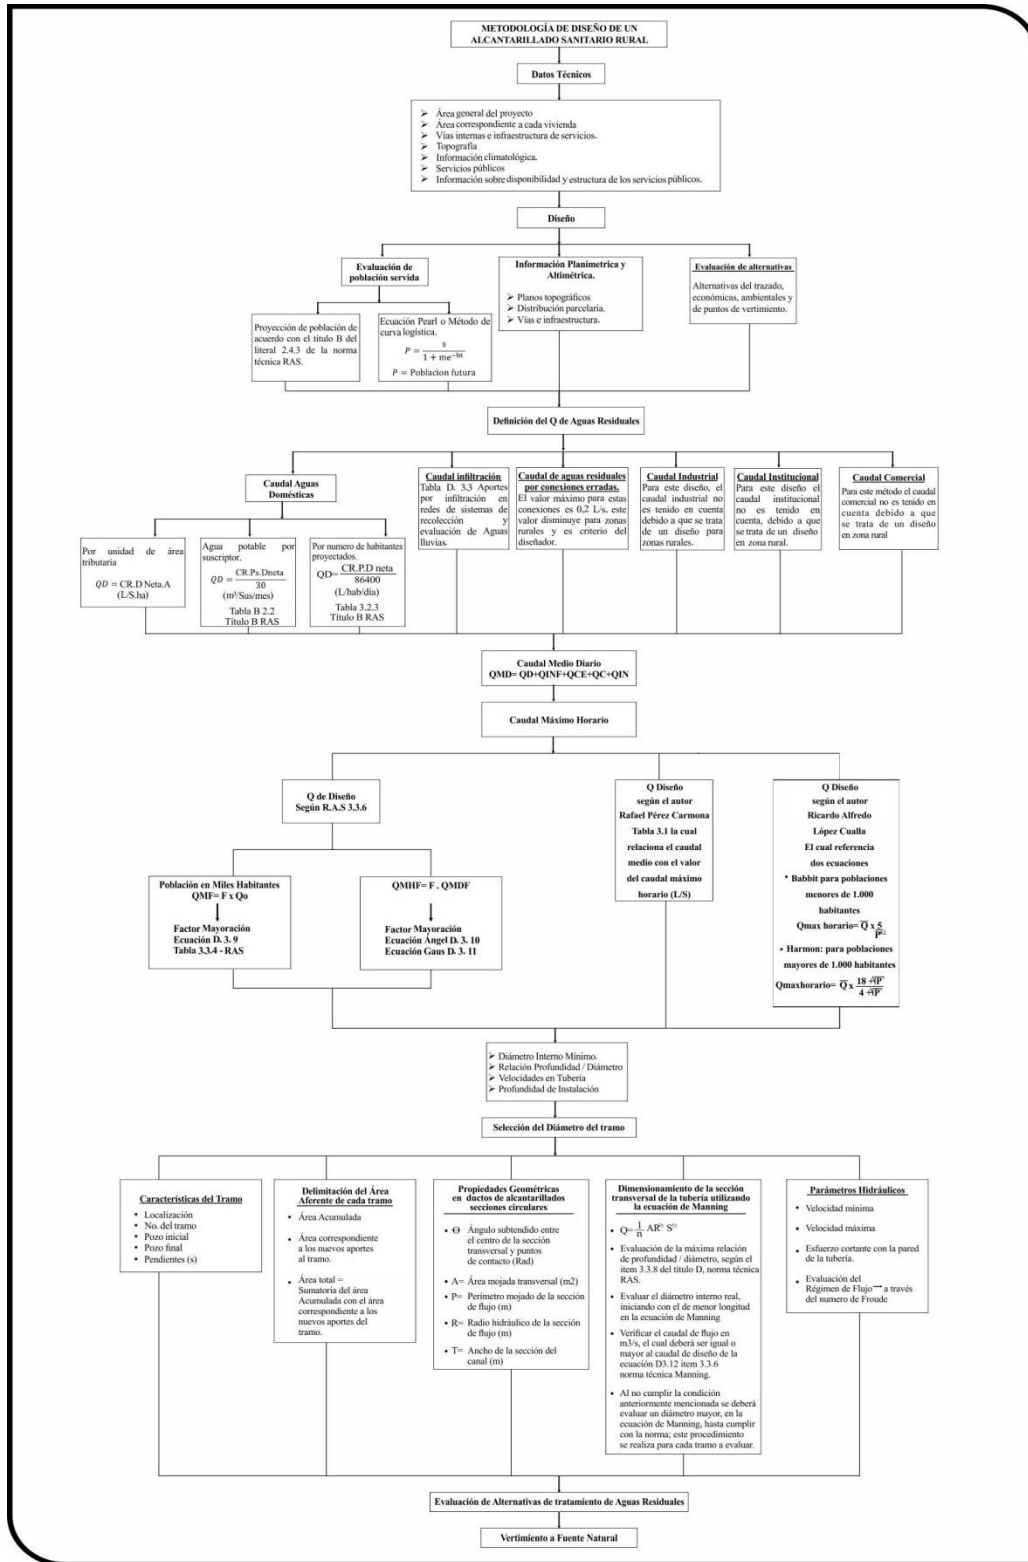 METODOLOGÍA DE DISEÑO DE UN
ALCANTARILLADO SANITARIO RURAL
Datos Técnicos
➢ Área general del proyecto
➢ Área correspondiente a cada vivienda
➢ Vías internas e infraestructura de servicios.
➢ Topografía
➢ Información climatológica.
➢ Servicios públicos
➢ Información sobre disponibilidad y estructura de los servicios públicos.
Diseño
Evaluación de
población servida
Proyección de población de
acuerdo con el titulo B del
literal 2.4.3 de la norma
técnica RAS.
Ecuación Pearl o Método de
curva logística.
P = s / (1 + me^-bt)
P = Poblacion futura
Información Planimetrica y
Altimétrica.
➢ Planos topográficos
➢ Distribución parcelaria.
➢ Vías e infraestructura.
Evaluación de alternativas
Alternativas del trazado,
económicas, ambientales y
de puntos de vertimiento.
Definición del Q de Aguas Residuales
Caudal Aguas
Domésticas
Por unidad de área
tributaria
QD = CR.D Neta.A
(L/S.ha)
Agua potable por
suscriptor.
QD = CR.Ps.Dneta / 30
(m³/Sus/mes)
Tabla B 2.2
Título B RAS
Por numero de habitantes
proyectados.
QD= CR.P.D neta / 86400
(L/hab/día)
Tabla 3.2.3
Título B RAS
Caudal infiltración
Tabla D. 3.3 Aportes
por infiltración en
redes de sistemas de
recolección y
evaluación de Aguas
lluvias.
Caudal de aguas residuales
por conexiones erradas.
El valor máximo para estas
conexiones es 0,2 L/s, este
valor disminuye para zonas
rurales y es criterio del
diseñador.
Caudal Industrial
Para este diseño, el
caudal industrial no
es tenido en cuenta
debido a que se trata
de un diseño para
zonas rurales.
Caudal Institucional
Para este diseño el
caudal institucional
no es tenido en
cuenta, debido a que
se trata de un diseño
en zona rural.
Caudal Comercial
Para este método el caudal
comercial no es tenido en
cuenta debido a que
se trata de un diseño
en zona rural
Caudal Medio Diario
QMD= QD+QINF+QCE+QC+QIN
Caudal Máximo Horario
Q de Diseño
Según R.A.S 3.3.6
Población en Miles Habitantes
QMF= F x Qo
Factor Mayoración
Ecuación D. 3. 9
Tabla 3.3.4 - RAS
QMHF= F . QMDF
Factor Mayoración
Ecuación Ángel D. 3. 10
Ecuación Gaus D. 3. 11
Q Diseño
según el autor
Rafael Pérez Carmona
Tabla 3.1 la cual
relaciona el caudal
medio con el valor
del caudal máximo
horario (L/S)
Q Diseño
según el autor
Ricardo Alfredo
López Cualla
El cual referencia
dos ecuaciones
• Babbit para poblaciones
menores de 1.000
habitantes
Qmax horario= Q̅ x 5 / P
• Harmon: para poblaciones
mayores de 1.000 habitantes
Qmaxhorario= Q̅ x (18 +√P) / (4 +√P)
➢ Diámetro Interno Mínimo.
➢ Relación Profundidad / Diámetro
➢ Velocidades en Tubería
➢ Profundidad de Instalación
Selección del Diámetro del tramo
Características del Tramo
• Localización
• No. del tramo
• Pozo inicial
• Pozo final
• Pendientes (s)
Delimitación del Área
Aferente de cada tramo
• Área Acumulada
• Área correspondiente
a los nuevos aportes
al tramo.
• Área total =
Sumatoria del área
Acumulada con el área
correspondiente a los
nuevos aportes del
tramo.
Propiedades Geométricas
en ductos de alcantarillados
secciones circulares
• Ө Ángulo subtendido entre
el centro de la sección
transversal y puntos
de contacto (Rad)
• A= Área mojada transversal (m2)
• P= Perímetro mojado de la sección
de flujo (m)
• R= Radio hidráulico de la sección
de flujo (m)
• T= Ancho de la sección del
canal (m)
Dimensionamiento de la sección
transversal de la tubería utilizando
la ecuación de Manning
• Q= 1/n AR S
• Evaluación de la máxima relación
de profundidad / diámetro, según el
item 3.3.8 del título D, norma técnica
RAS.
• Evaluar el diámetro interno real,
iniciando con el de menor longitud
en la ecuación de Manning
• Verificar el caudal de flujo en
m3/s, el cual deberá ser igual o
mayor al caudal de diseño de la
ecuación D3.12 item 3.3.6
norma técnica Manning.
• Al no cumplir la condición
anteriormente mencionada se deberá
evaluar un diámetro mayor, en la
ecuación de Manning, hasta cumplir
con la norma; este procedimiento
se realiza para cada tramo a evaluar.
Parámetros Hidráulicos
• Velocidad mínima
• Velocidad máxima
• Esfuerzo cortante con la pared
de la tubería.
• Evaluación del
Régimen de Flujo → a través
del numero de Froude
Evaluación de Alternativas de tratamiento de Aguas Residuales
Vertimiento a Fuente Natural